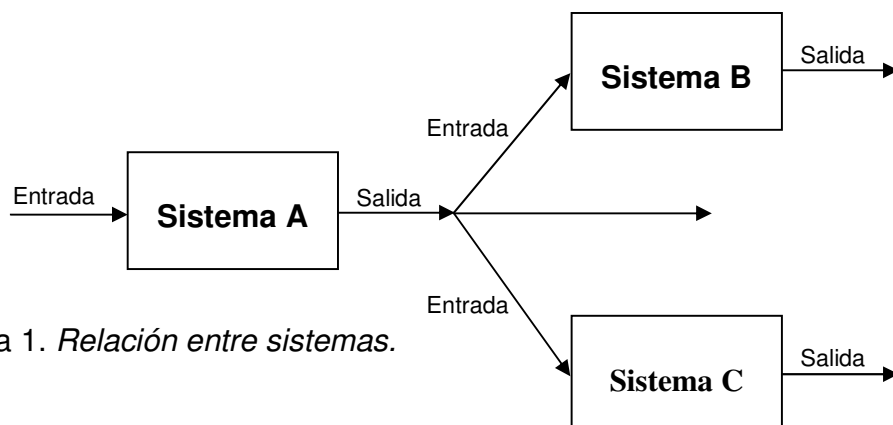 Salida
Sistema B
Entrada
Entrada
Salida
Sistema A
Entrada
a 1. Relación entre sistemas.
Salida
Sistema C